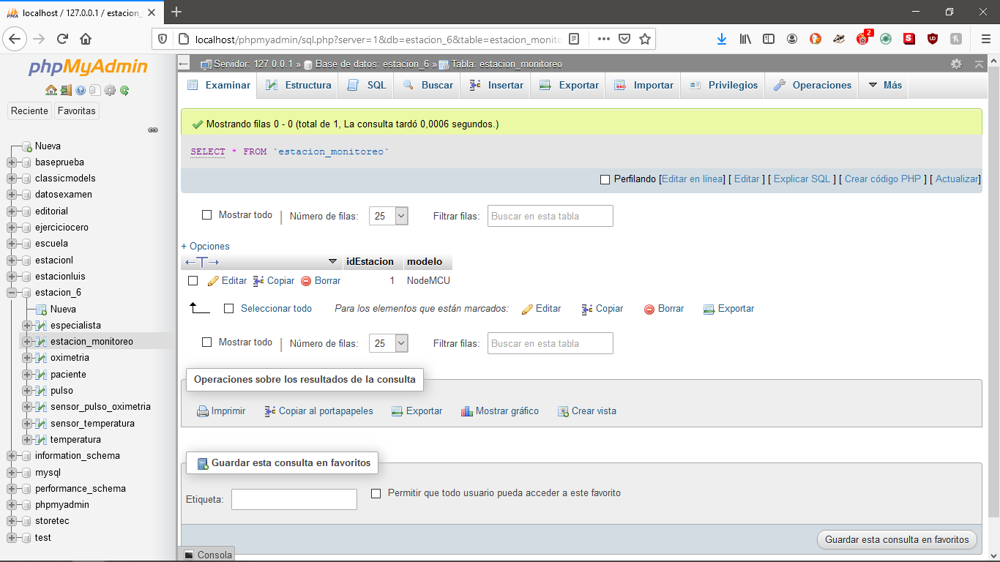 localhost / 127.0.0.1 / estacion_
localhost/phpmyadmin/sql.php?server=1&db=estacion_6&table=estacion_monito
2
phpMyAdmin
Reciente Favoritas
Nueva
baseprueba
classicmodels
datosexamen
editorial
ejerciciocero
escuela
estacionl
estacionluis
estacion_6
Nueva
especialista
estacion_monitoreo
oximetria
paciente
pulso
sensor_pulso_oximetria
sensor_temperatura
temperatura
information_schema
mysql
performance_schema
phpmyadmin
storetec
test
Servidor: 127.0.0.1 » Base de datos: estacion_6 » Tabla: estacion_monitoreo
Examinar Estructura SQL Buscar Insertar Exportar Importar Privilegios Operaciones Más
Mostrando filas 0 - 0 (total de 1, La consulta tardó 0,0006 segundos.)
SELECT * FROM `estacion_monitoreo`
Perfilando [Editar en línea] [ Editar ] [ Explicar SQL ] [ Crear código PHP ] [ Actualizar]
Mostrar todo | Número de filas: 25 Filtrar filas: Buscar en esta tabla
+ Opciones
←T→ idEstacion modelo
Editar Copiar Borrar 1 NodeMCU
Seleccionar todo Para los elementos que están marcados: Editar Copiar Borrar Exportar
Mostrar todo | Número de filas: 25 Filtrar filas: Buscar en esta tabla
Operaciones sobre los resultados de la consulta
Imprimir Copiar al portapapeles Exportar Mostrar gráfico Crear vista
Guardar esta consulta en favoritos
Etiqueta: Permitir que todo usuario pueda acceder a este favorito
Guardar esta consulta en favoritos
Consola